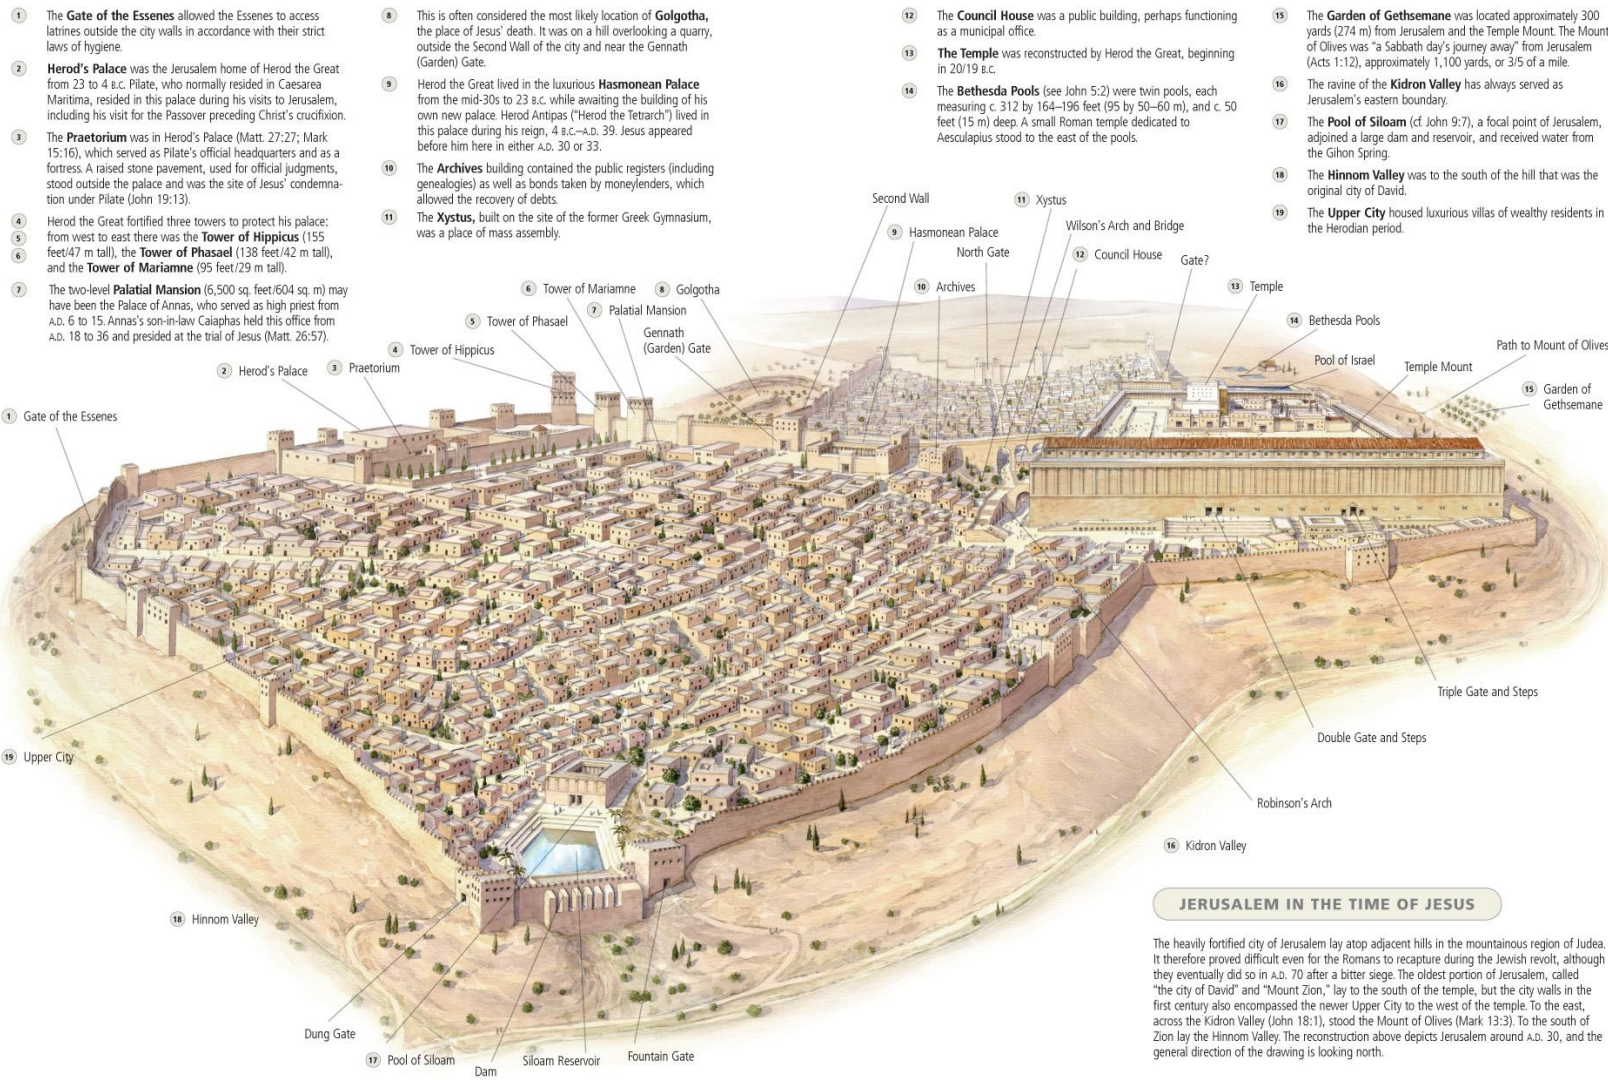 1 The Gate of the Essenes allowed the Essenes to access
latrines outside the city walls in accordance with their strict
laws of hygiene.
2 Herod's Palace was the Jerusalem home of Herod the Great
from 23 to 4 B.C. Pilate, who normally resided in Caesarea
Maritima, resided in this palace during his visits to Jerusalem,
including his visit for the Passover preceding Christ's crucifixion.
3 The Praetorium was in Herod's Palace (Matt. 27:27; Mark
15:16), which served as Pilate's official headquarters and as a
fortress. A raised stone pavement, used for official judgments,
stood outside the palace and was the site of Jesus' condemna-
tion under Pilate (John 19:13).
4 Herod the Great fortified three towers to protect his palace:
5 from west to east there was the Tower of Hippicus (155
6 feet/47 m tall), the Tower of Phasael (138 feet/42 m tall),
and the Tower of Mariamne (95 feet/29 m tall).
7 The two-level Palatial Mansion (6,500 sq. feet/604 sq. m) may
have been the Palace of Annas, who served as high priest from
A.D. 6 to 15. Annas's son-in-law Caiaphas held this office from
A.D. 18 to 36 and presided at the trial of Jesus (Matt. 26:57).
8 This is often considered the most likely location of Golgotha,
the place of Jesus' death. It was on a hill overlooking a quarry,
outside the Second Wall of the city and near the Gennath
(Garden) Gate.
9 Herod the Great lived in the luxurious Hasmonean Palace
from the mid-30s to 23 B.C. while awaiting the building of his
own new palace. Herod Antipas ("Herod the Tetrarch") lived in
this palace during his reign, 4 B.C.–A.D. 39. Jesus appeared
before him here in either A.D. 30 or 33.
10 The Archives building contained the public registers (including
genealogies) as well as bonds taken by moneylenders, which
allowed the recovery of debts.
11 The Xystus, built on the site of the former Greek Gymnasium,
was a place of mass assembly.
12 The Council House was a public building, perhaps functioning
as a municipal office.
13 The Temple was reconstructed by Herod the Great, beginning
in 20/19 B.C.
14 The Bethesda Pools (see John 5:2) were twin pools, each
measuring c. 312 by 164–196 feet (95 by 50–60 m), and c. 50
feet (15 m) deep. A small Roman temple dedicated to
Aesculapius stood to the east of the pools.
15 The Garden of Gethsemane was located approximately 300
yards (274 m) from Jerusalem and the Temple Mount. The Mount
of Olives was "a Sabbath day's journey away" from Jerusalem
(Acts 1:12), approximately 1,100 yards, or 3/5 of a mile.
16 The ravine of the Kidron Valley has always served as
Jerusalem's eastern boundary.
17 The Pool of Siloam (cf. John 9:7), a focal point of Jerusalem,
adjoined a large dam and reservoir, and received water from
the Gihon Spring.
18 The Hinnom Valley was to the south of the hill that was the
original city of David.
19 The Upper City housed luxurious villas of wealthy residents in
the Herodian period.
Second Wall
11 Xystus
9 Hasmonean Palace
Wilson's Arch and Bridge
North Gate
12 Council House
Gate?
10 Archives
13 Temple
6 Tower of Mariamne
8 Golgotha
7 Palatial Mansion
5 Tower of Phasael
Gennath
(Garden) Gate
14 Bethesda Pools
4 Tower of Hippicus
Pool of Israel
Path to Mount of Olives
2 Herod's Palace
3 Praetorium
Temple Mount
15 Garden of
Gethsemane
1 Gate of the Essenes
Triple Gate and Steps
Double Gate and Steps
19 Upper City
Robinson's Arch
16 Kidron Valley
18 Hinnom Valley
Dung Gate
17 Pool of Siloam
Dam
Siloam Reservoir
Fountain Gate
JERUSALEM IN THE TIME OF JESUS
The heavily fortified city of Jerusalem lay atop adjacent hills in the mountainous region of Judea.
It therefore proved difficult even for the Romans to recapture during the Jewish revolt, although
they eventually did so in A.D. 70 after a bitter siege. The oldest portion of Jerusalem, called
"the city of David" and "Mount Zion," lay to the south of the temple, but the city walls in the
first century also encompassed the newer Upper City to the west of the temple. To the east,
across the Kidron Valley (John 18:1), stood the Mount of Olives (Mark 13:3). To the south of
Zion lay the Hinnom Valley. The reconstruction above depicts Jerusalem around A.D. 30, and the
general direction of the drawing is looking north.